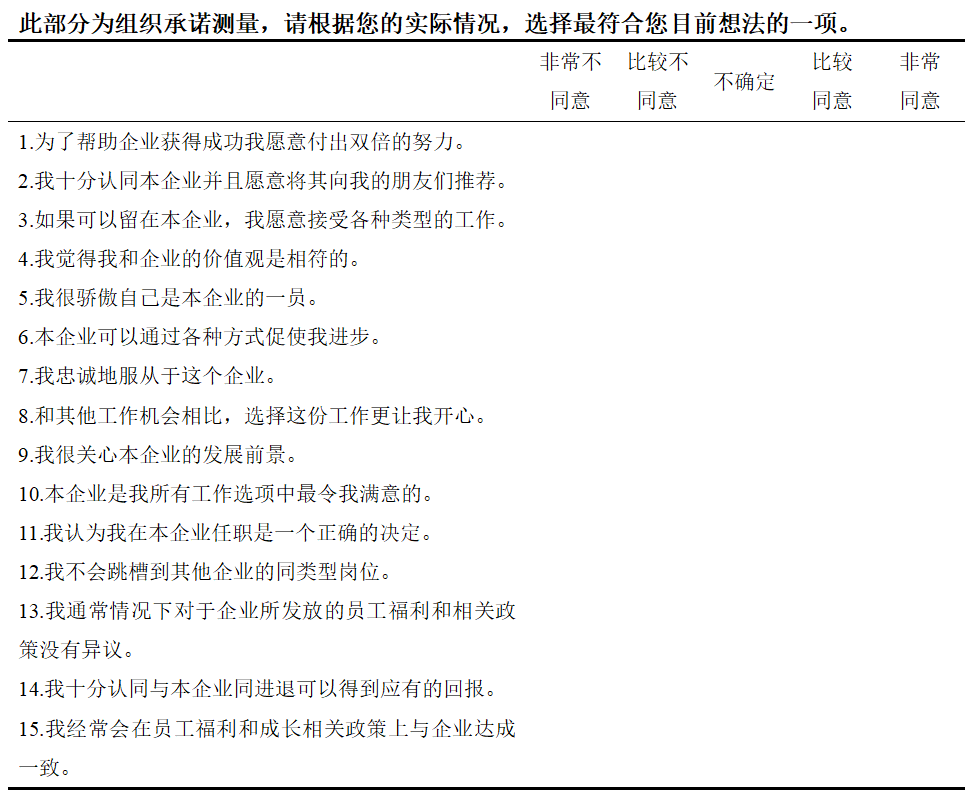 此部分为组织承诺测量，请根据您的实际情况，选择最符合您目前想法的一项。
非常不 比较不 不确定 比较 非常
同意 同意 同意 同意
1.为了帮助企业获得成功我愿意付出双倍的努力。
2.我十分认同本企业并且愿意将其向我的朋友们推荐。
3.如果可以留在本企业，我愿意接受各种类型的工作。
4.我觉得我和企业的价值观是相符的。
5.我很骄傲自己是本企业的一员。
6.本企业可以通过各种方式促使我进步。
7.我忠诚地服从于这个企业。
8.和其他工作机会相比，选择这份工作更让我开心。
9.我很关心本企业的发展前景。
10.本企业是我所有工作选项中最令我满意的。
11.我认为我在本企业任职是一个正确的决定。
12.我不会跳槽到其他企业的同类型岗位。
13.我通常情况下对于企业所发放的员工福利和相关政
策没有异议。
14.我十分认同与本企业同进退可以得到应有的回报。
15.我经常会在员工福利和成长相关政策上与企业达成
一致。